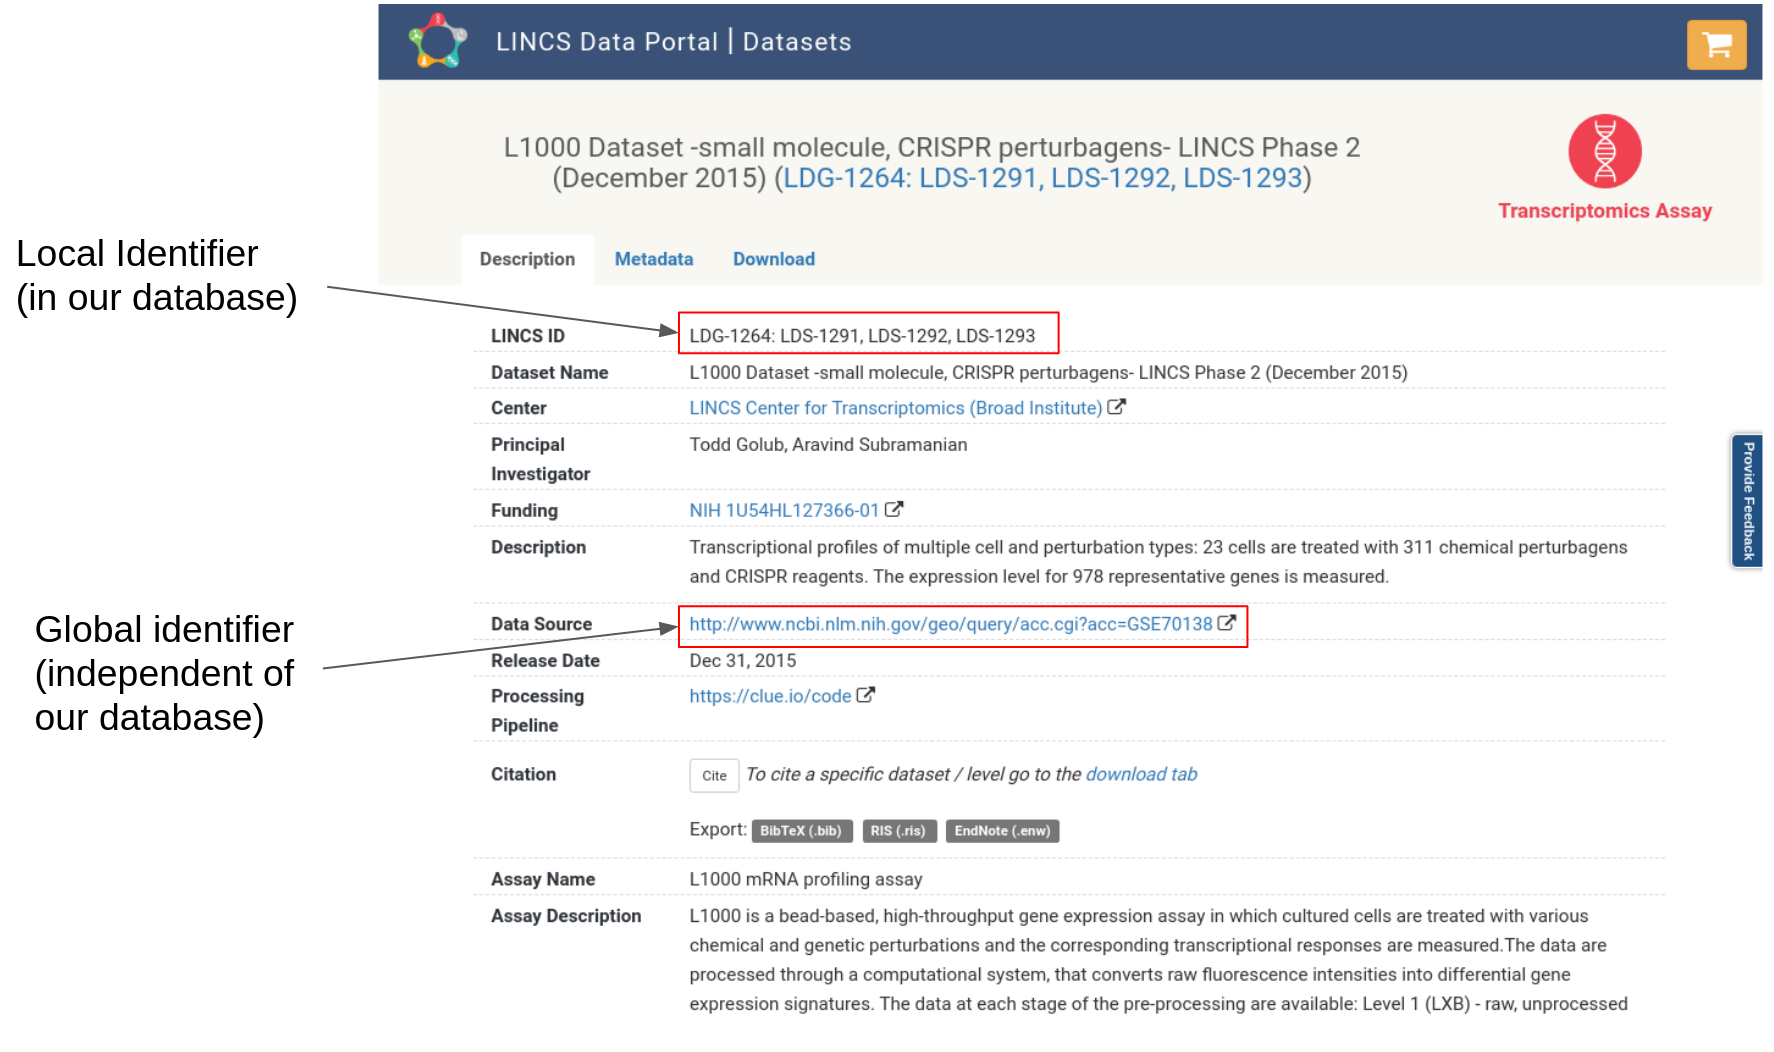 LINCS Data Portal | Datasets
L1000 Dataset -small molecule, CRISPR perturbagens- LINCS Phase 2
(December 2015) (LDG-1264: LDS-1291, LDS-1292, LDS-1293)
Transcriptomics Assay
Local Identifier
(in our database)
Description Metadata Download
LINCS ID LDG-1264: LDS-1291, LDS-1292, LDS-1293
Dataset Name L1000 Dataset -small molecule, CRISPR perturbagens- LINCS Phase 2 (December 2015)
Center LINCS Center for Transcriptomics (Broad Institute)
Principal Todd Golub, Aravind Subramanian
Investigator
Funding NIH 1U54HL127366-01
Provide Feedback
Description Transcriptional profiles of multiple cell and perturbation types: 23 cells are treated with 311 chemical perturbagens
and CRISPR reagents. The expression level for 978 representative genes is measured.
Global identifier
(independent of
our database)
Data Source http://www.ncbi.nlm.nih.gov/geo/query/acc.cgi?acc=GSE70138
Release Date Dec 31, 2015
Processing https://clue.io/code
Pipeline
Citation Cite To cite a specific dataset / level go to the download tab
Export: BibTeX (.bib) RIS (.ris) EndNote (.enw)
Assay Name L1000 mRNA profiling assay
Assay Description L1000 is a bead-based, high-throughput gene expression assay in which cultured cells are treated with various
chemical and genetic perturbations and the corresponding transcriptional responses are measured.The data are
processed through a computational system, that converts raw fluorescence intensities into differential gene
expression signatures. The data at each stage of the pre-processing are available: Level 1 (LXB) - raw, unprocessed